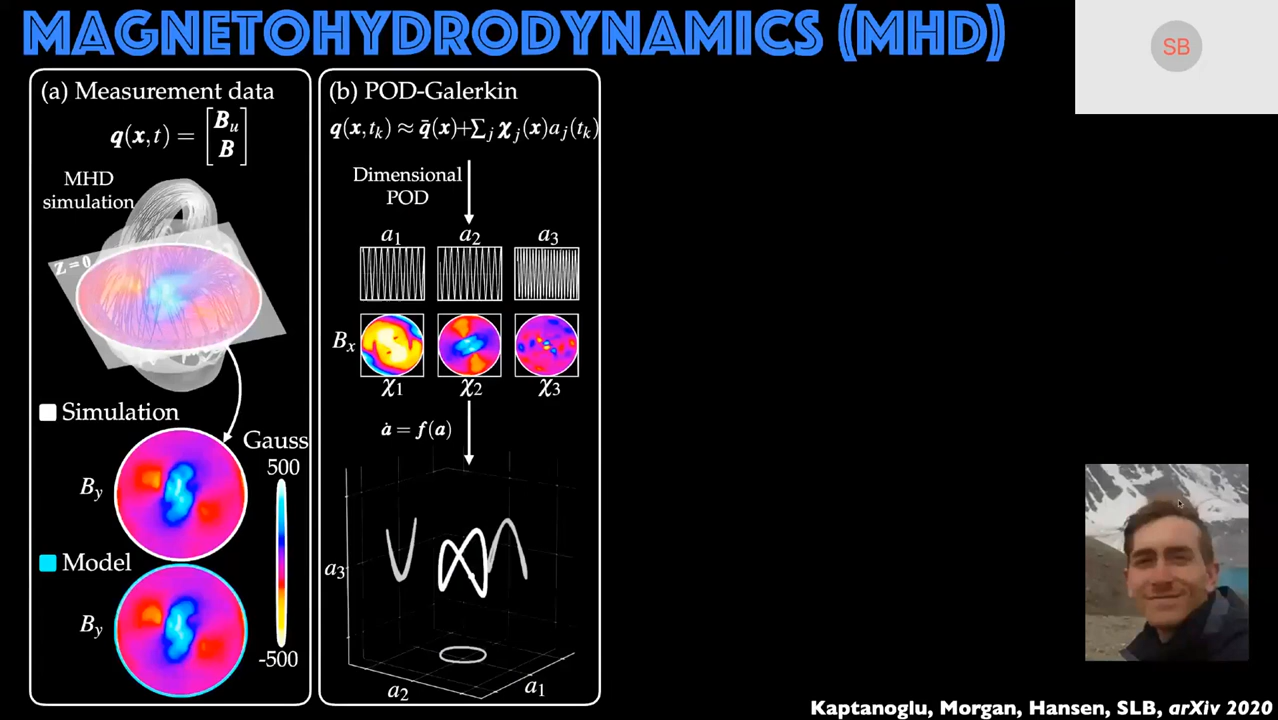 MAGNETOHYDRODYNAMICS (MHD)
SB
(a) Measurement data
q(x,t) = [B_u B]
MHD
simulation
Z=0
Simulation
Gauss
500
B_y
Model
B_y
-500
(b) POD-Galerkin
q(x,t_k) ≈ q̄(x)+∑_j χ_j(x)a_j(t_k)
Dimensional
POD
a_1 a_2 a_3
B_x
χ_1 χ_2 χ_3
ȧ = f(a)
a_3
a_2
a_1
Kaptanoglu, Morgan, Hansen, SLB, arXiv 2020